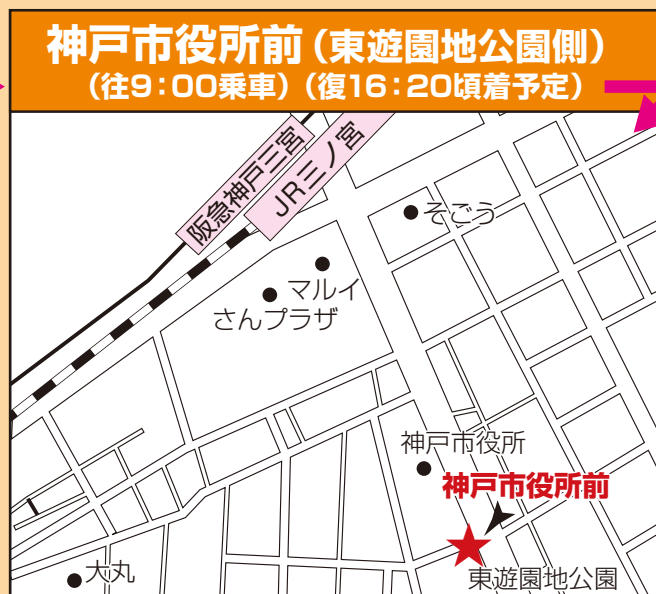 神戸市役所前(東遊園地公園側)
(往9:00乗車)(復16:20頃着予定)
阪急神戸三宮
JR三ノ宮
そごう
マルイ
さんプラザ
神戸市役所
神戸市役所前
大丸
東遊園地公園